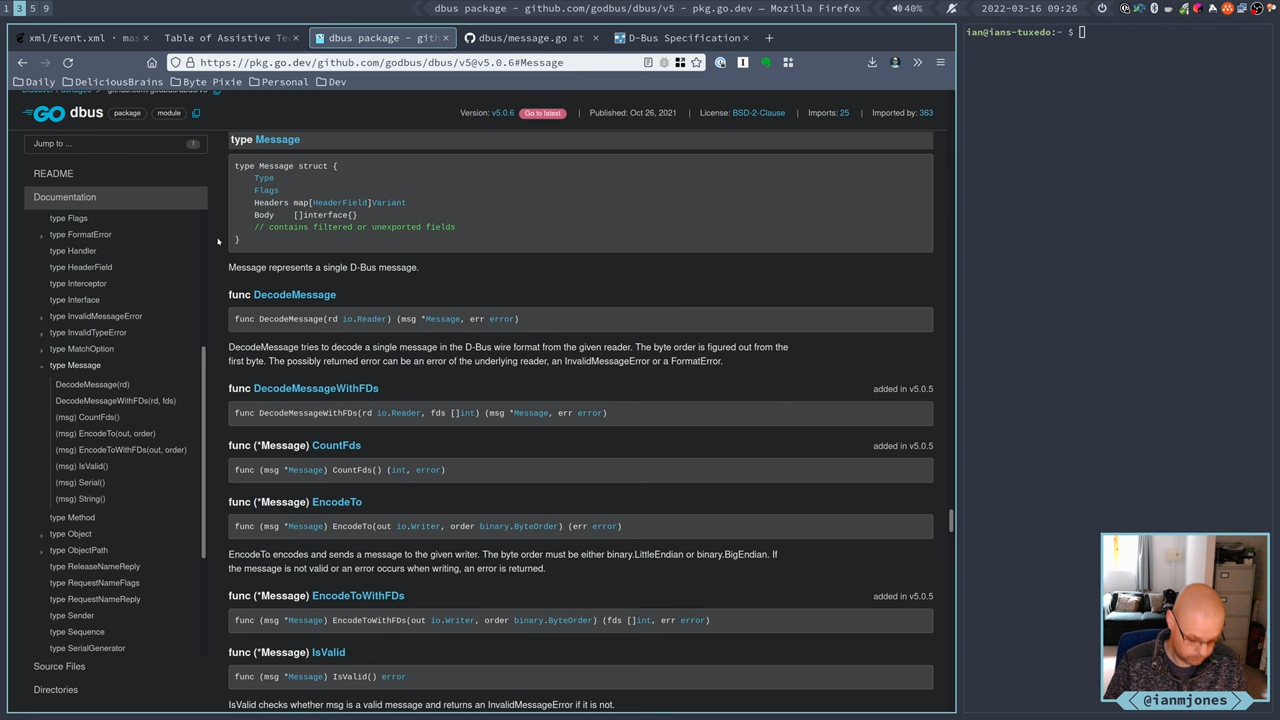 1 3 5 9
dbus package - github.com/godbus/dbus/v5 - pkg.go.dev — Mozilla Firefox
40%
2022-03-16 09:26
xml/Event.xml · mas
Table of Assistive Tec
dbus package - gith
dbus/message.go at
D-Bus Specification
https://pkg.go.dev/github.com/godbus/dbus/v5@v5.0.6#Message
Daily
DeliciousBrains
Byte Pixie
Personal
Dev
ian@ians-tuxedo:~ $
GO dbus
package
module
Version: v5.0.6
Go to latest
Published: Oct 26, 2021
License: BSD-2-Clause
Imports: 25
Imported by: 363
Jump to ...
f
README
Documentation
type Flags
type FormatError
type Handler
type HeaderField
type Interceptor
type Interface
type InvalidMessageError
type InvalidTypeError
type MatchOption
type Message
DecodeMessage(rd)
DecodeMessageWithFDs(rd, fds)
(msg) CountFds()
(msg) EncodeTo(out, order)
(msg) EncodeToWithFDs(out, order)
(msg) IsValid()
(msg) Serial()
(msg) String()
type Method
type Object
type ObjectPath
type ReleaseNameReply
type RequestNameFlags
type RequestNameReply
type Sender
type Sequence
type SerialGenerator
Source Files
Directories
type Message
type Message struct {
Type
Flags
Headers map[HeaderField]Variant
Body []interface{}
// contains filtered or unexported fields
}
Message represents a single D-Bus message.
func DecodeMessage
func DecodeMessage(rd io.Reader) (msg *Message, err error)
DecodeMessage tries to decode a single message in the D-Bus wire format from the given reader. The byte order is figured out from the
first byte. The possibly returned error can be an error of the underlying reader, an InvalidMessageError or a FormatError.
func DecodeMessageWithFDs
added in v5.0.5
func DecodeMessageWithFDs(rd io.Reader, fds []int) (msg *Message, err error)
func (*Message) CountFds
added in v5.0.5
func (msg *Message) CountFds() (int, error)
func (*Message) EncodeTo
func (msg *Message) EncodeTo(out io.Writer, order binary.ByteOrder) (err error)
EncodeTo encodes and sends a message to the given writer. The byte order must be either binary.LittleEndian or binary.BigEndian. If
the message is not valid or an error occurs when writing, an error is returned.
func (*Message) EncodeToWithFDs
added in v5.0.5
func (msg *Message) EncodeToWithFDs(out io.Writer, order binary.ByteOrder) (fds []int, err error)
func (*Message) IsValid
func (msg *Message) IsValid() error
IsValid checks whether msg is a valid message and returns an InvalidMessageError if it is not.
@ianmjones